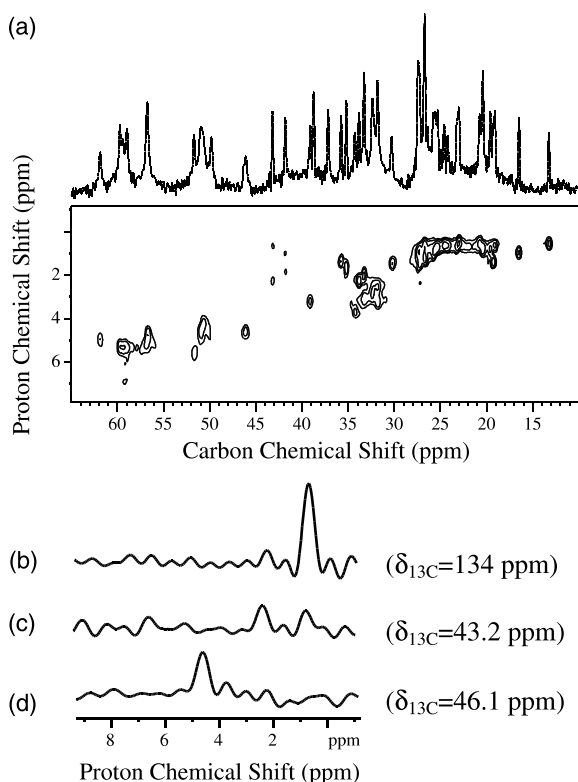 (a)
Proton Chemical Shift (ppm)
2
4
6
60 55 50 45 40 35 30 25 20 15
Carbon Chemical Shift (ppm)
(b) (δ13C=134 ppm)
(c) (δ13C=43.2 ppm)
(d) (δ13C=46.1 ppm)
8 6 4 2 ppm
Proton Chemical Shift (ppm)